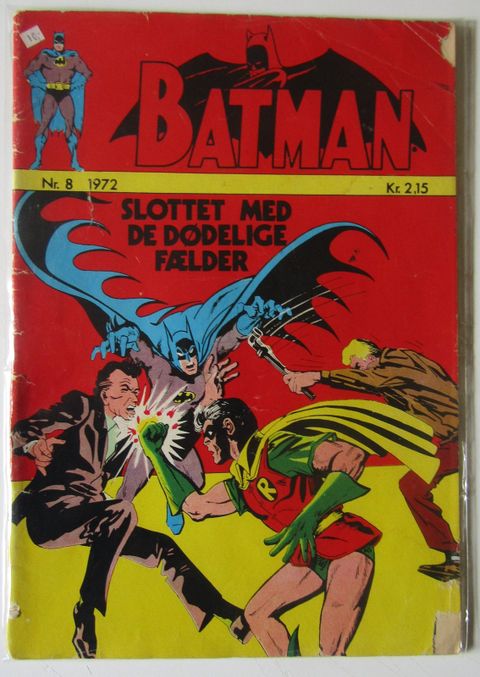 BATMAN
Nr. 8 1972
Kr. 2,15
SLOTTET MED
DE DØDELIGE
FÆLDER
R